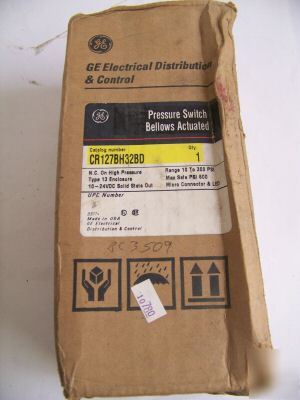 GE Electrical Distribution
& Control
Pressure Switch
Bellows Actuated
Catalog number
Qty
CR127BH32BD
1
N.C. On High Pressure
Range 10 To 250 PSI
Type 13 Enclosure
Max Safe PSI 600
10-24VDC Solid State Out
Micro Connector & LED
UPC Number
Made in USA
GE Electrical
Distribution & Control
8C3509